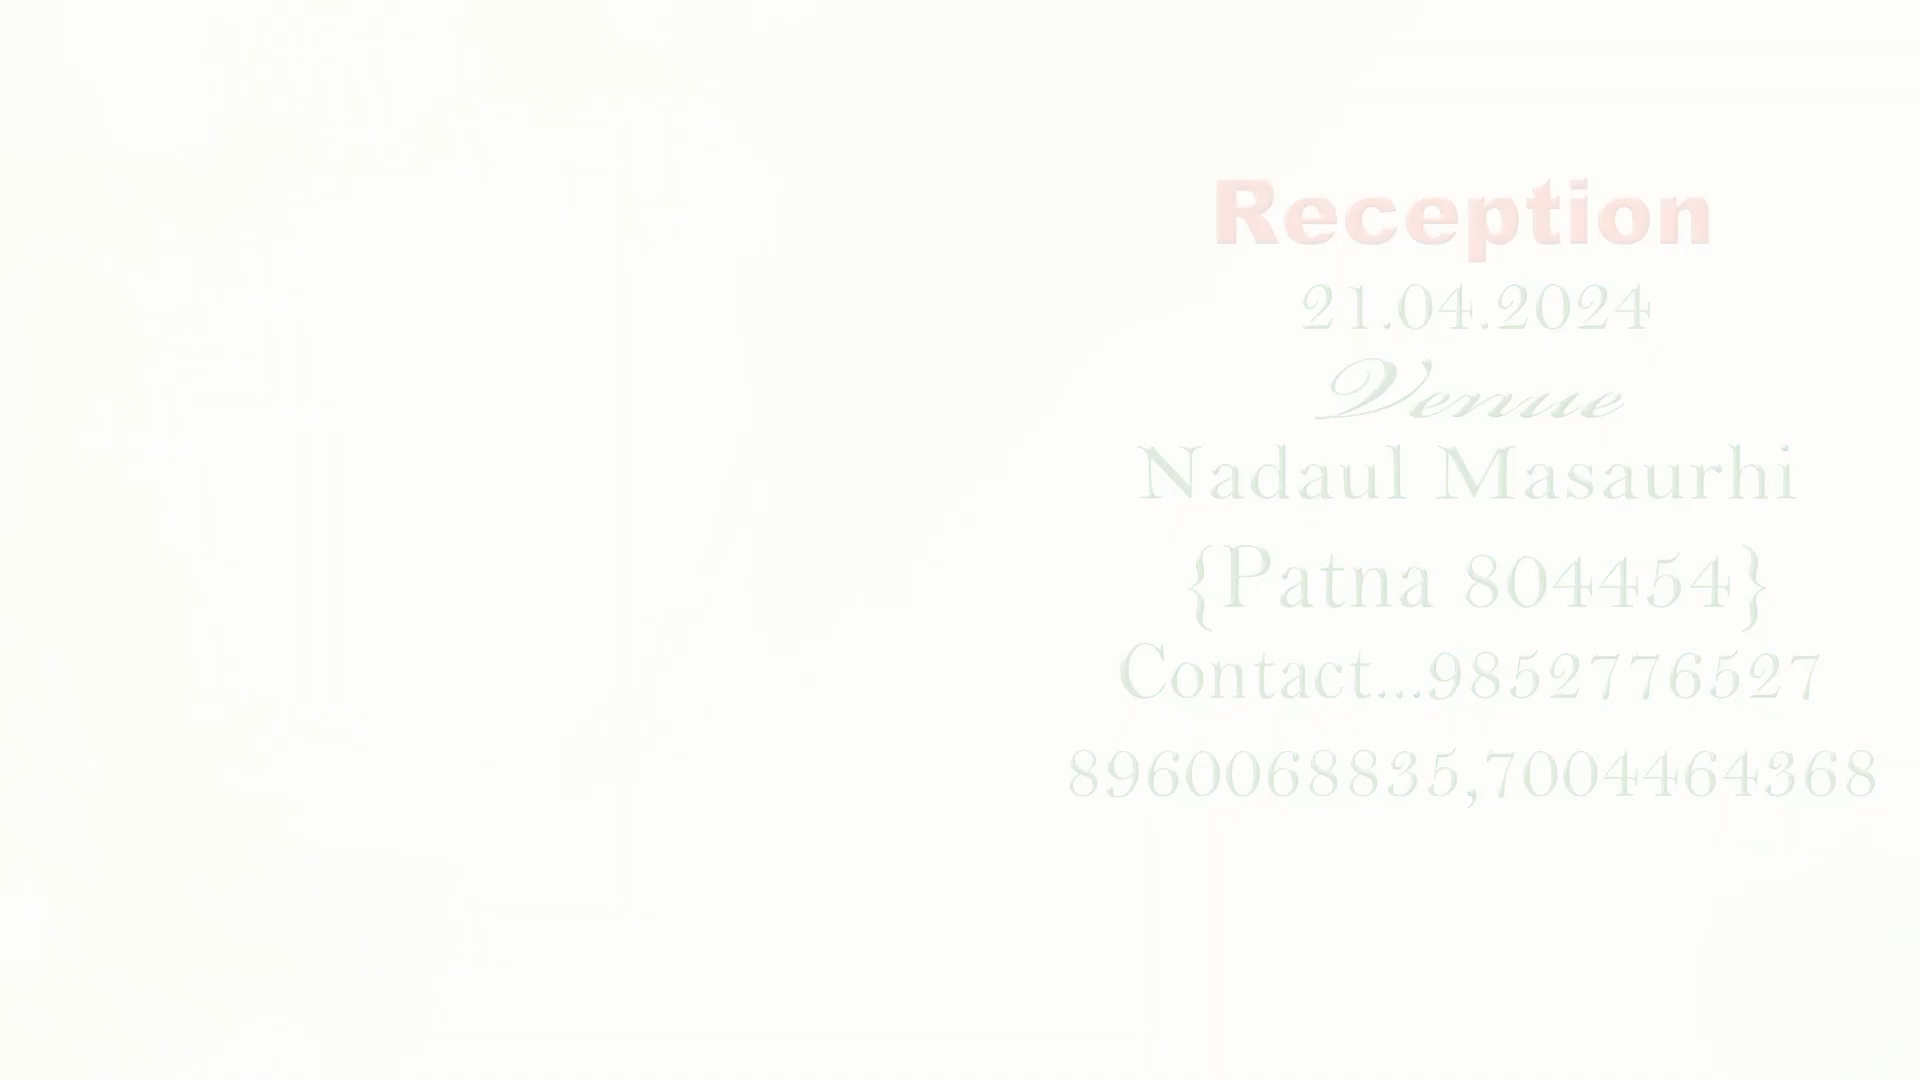 Reception
21.04.2024
Venue
Nadaul Masaurhi
{Patna 804454}
Contact...9852776527
8960068835,7004464368